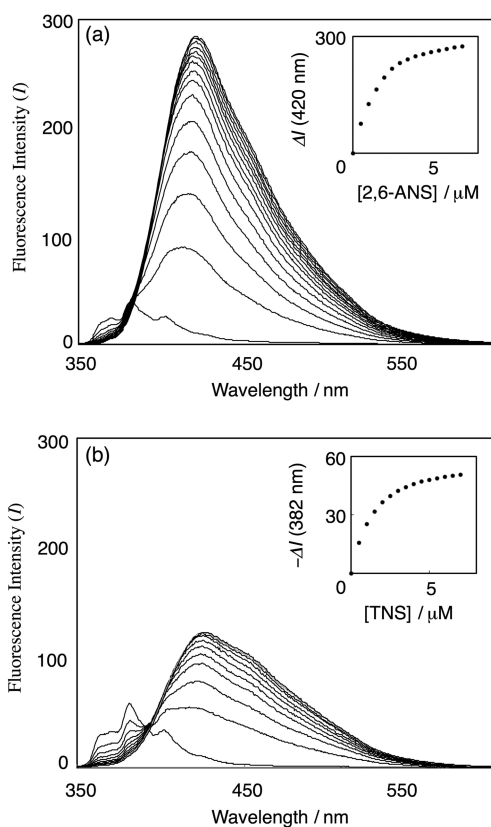 (a)
300
200
100
0
Fluorescence Intensity (I)
350
450
550
Wavelength / nm
300
0
ΔI (420 nm)
5
[2,6-ANS] / μM
(b)
300
200
100
0
Fluorescence Intensity (I)
350
450
550
Wavelength / nm
60
30
0
−ΔI (382 nm)
5
[TNS] / μM